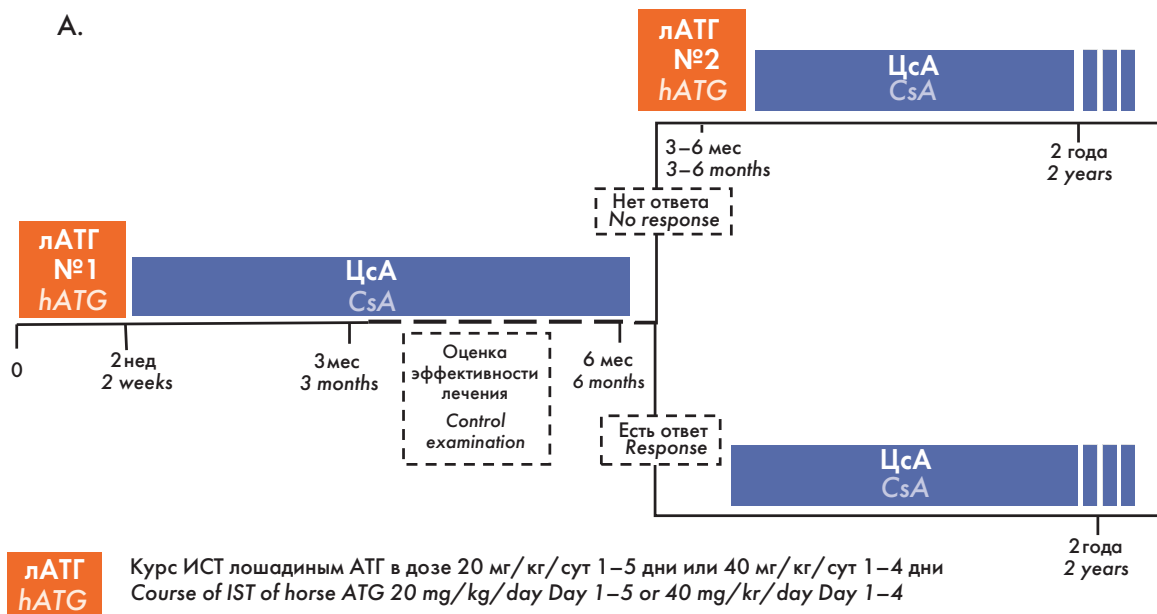 А.
лАТГ
№2
hATG
ЦсА
CsA
3–6 мес
3–6 months
2 года
2 years
Нет ответа
No response
лАТГ
№1
hATG
ЦсА
CsA
0
2 нед
2 weeks
3 мес
3 months
Оценка
эффективности
лечения
Control
examination
6 мес
6 months
Есть ответ
Response
ЦсА
CsA
2 года
2 years
лАТГ
hATG
Курс ИСТ лошадиным АТГ в дозе 20 мг/кг/сут 1–5 дни или 40 мг/кг/сут 1–4 дни
Course of IST of horse ATG 20 mg/kg/day Day 1–5 or 40 mg/kr/day Day 1–4